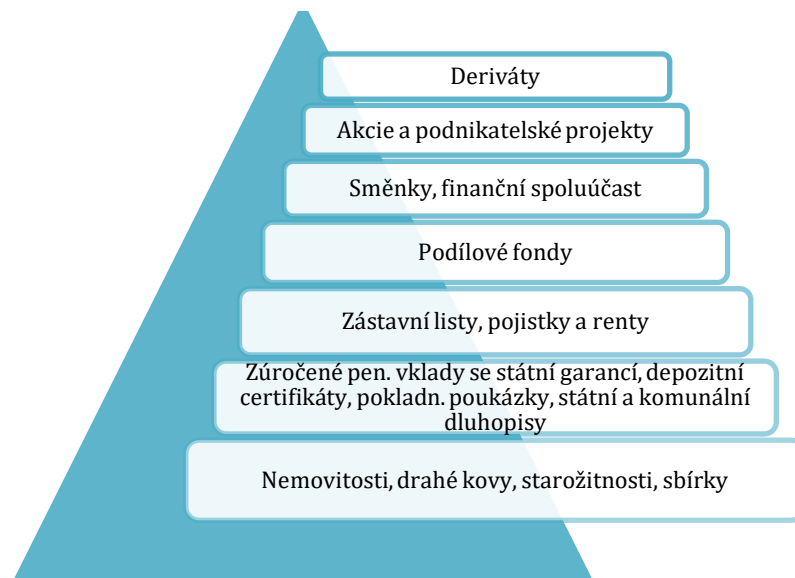 Deriváty
Akcie a podnikatelské projekty
Směnky, finanční spoluúčast
Podílové fondy
Zástavní listy, pojistky a renty
Zúročené pen. vklady se státní garancí, depozitní
certifikáty, pokladn. poukázky, státní a komunální
dluhopisy
Nemovitosti, drahé kovy, starožitnosti, sbírky